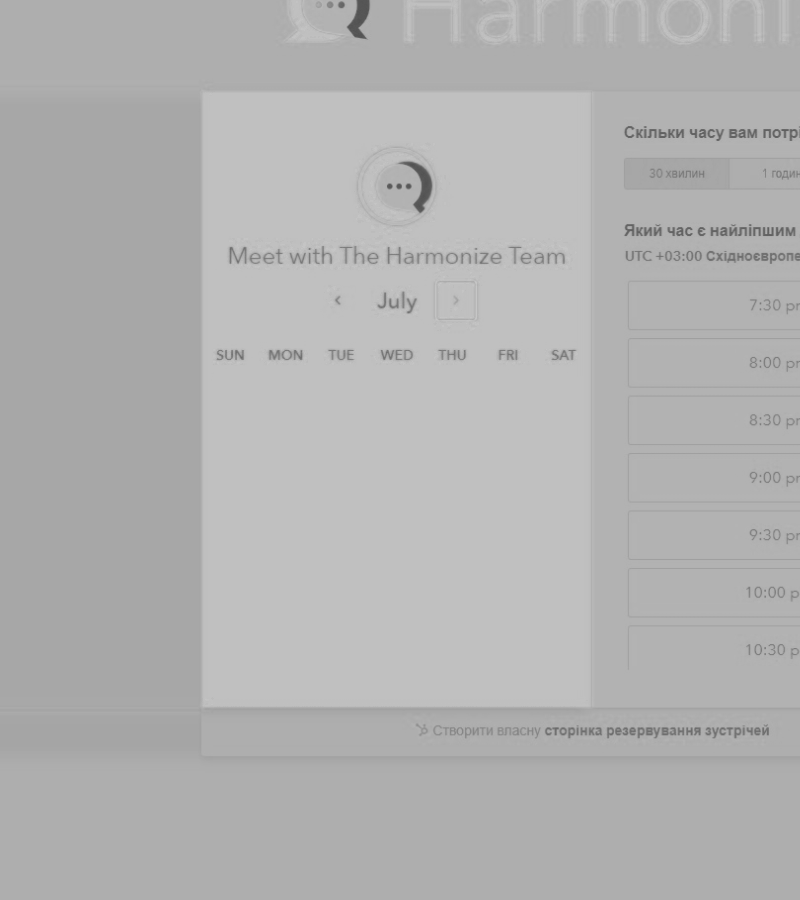 Harmoni
Meet with The Harmonize Team
July
SUN MON TUE WED THU FRI SAT
Скільки часу вам потрі
30 хвилин 1 годин
Який час є найліпшим
UTC +03:00 Східноєвропе
7:30 pr
8:00 pr
8:30 pr
9:00 pr
9:30 pr
10:00 p
10:30 p
Створити власну сторінка резервування зустрічей